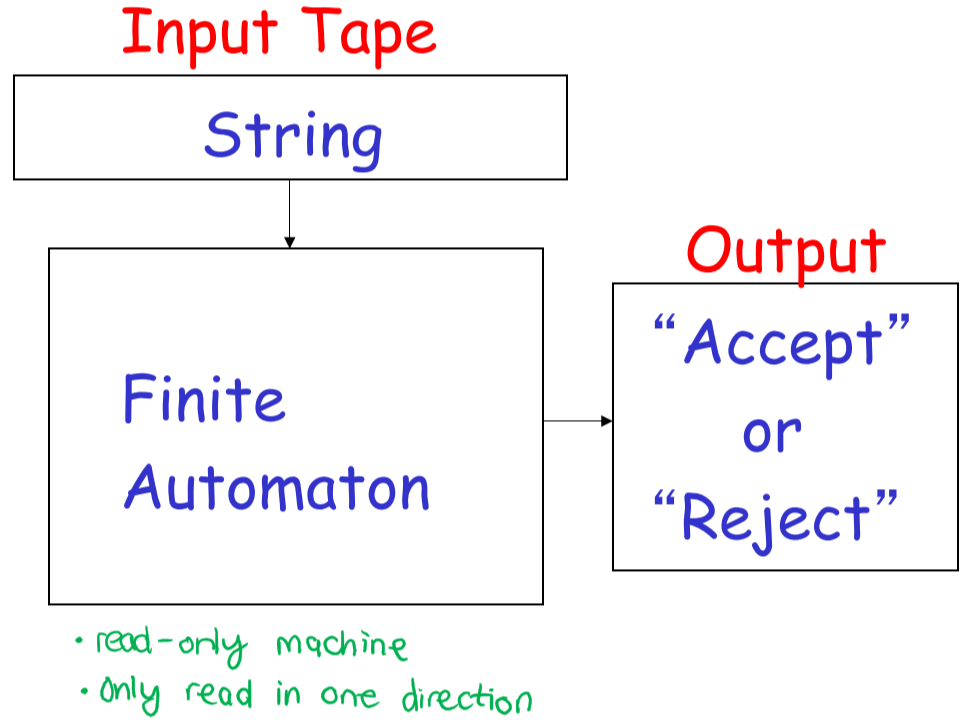 Input Tape
String
Output
“Accept”
or
“Reject”
Finite
Automaton
• read-only machine
• Only read in one direction